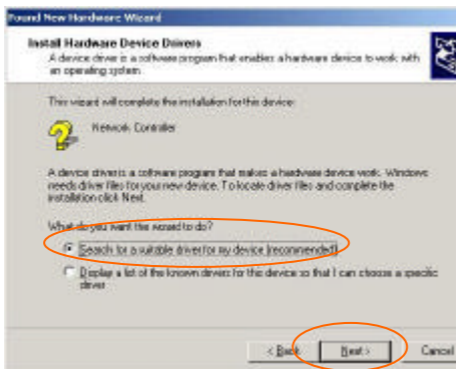 Found New Hardware Wizard
Install Hardware Device Drivers
A device driver is a software program that enables a hardware device to work with
an operating system.
This wizard will complete the installation for this device:
Network Controller
A device driver is a software program that makes a hardware device work. Windows
needs driver files for your new device. To locate driver files and complete the
installation click Next.
What do you want the wizard to do?
Search for a suitable driver for my device (recommended)
Display a list of the known drivers for this device so that I can choose a specific
driver
< Back
Next >
Cancel